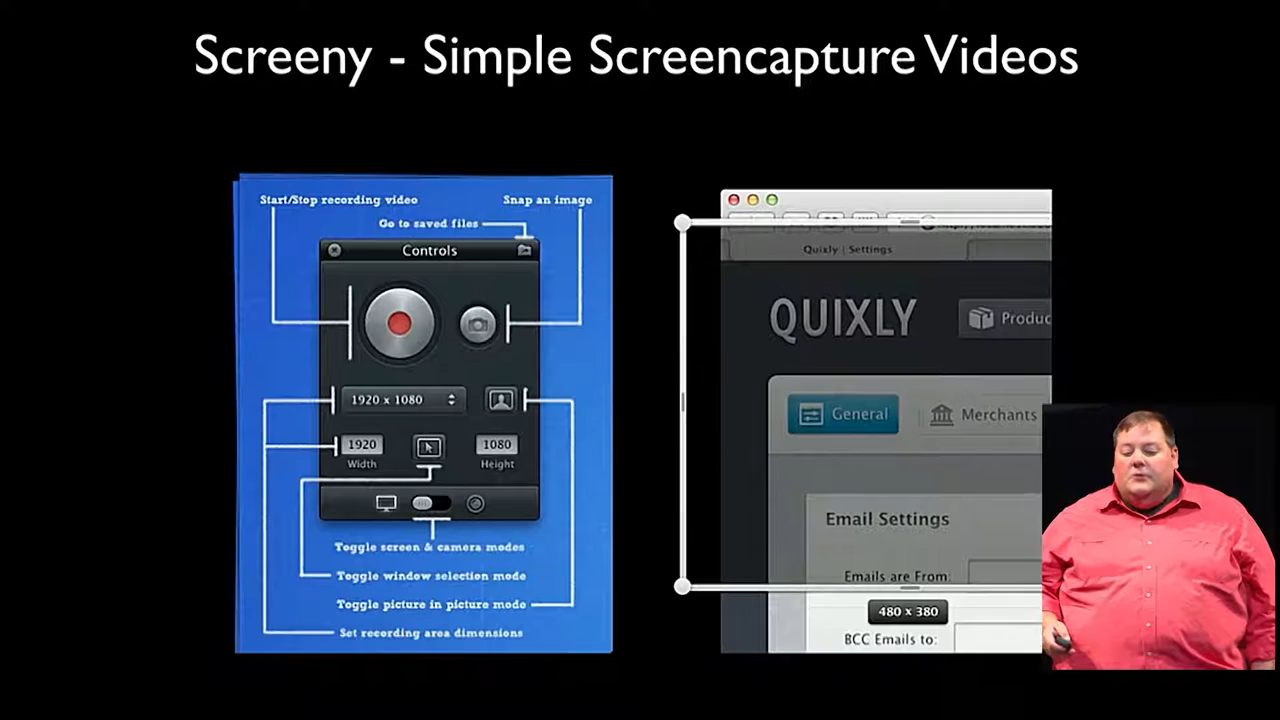 Screeny - Simple Screencapture Videos
Start/Stop recording video
Snap an image
Go to saved files
Controls
1920 x 1080
1920
1080
Width
Height
Toggle screen & camera modes
Toggle window selection mode
Toggle picture in picture mode
Set recording area dimensions
Quixly | Settings
QUIXLY
Produc
General
Merchants
Email Settings
Emails are From:
480 x 380
BCC Emails to: